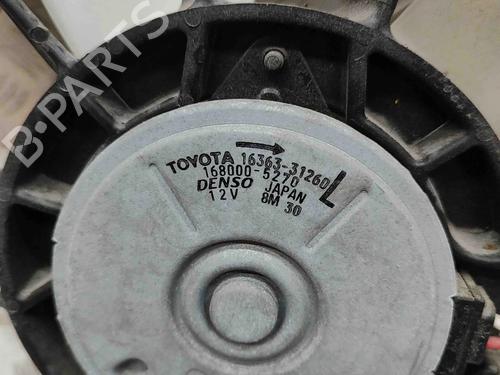 B-PARTS
TOYOTA 16363-31260 L
168000-5270
DENSO JAPAN
12V 8M 30